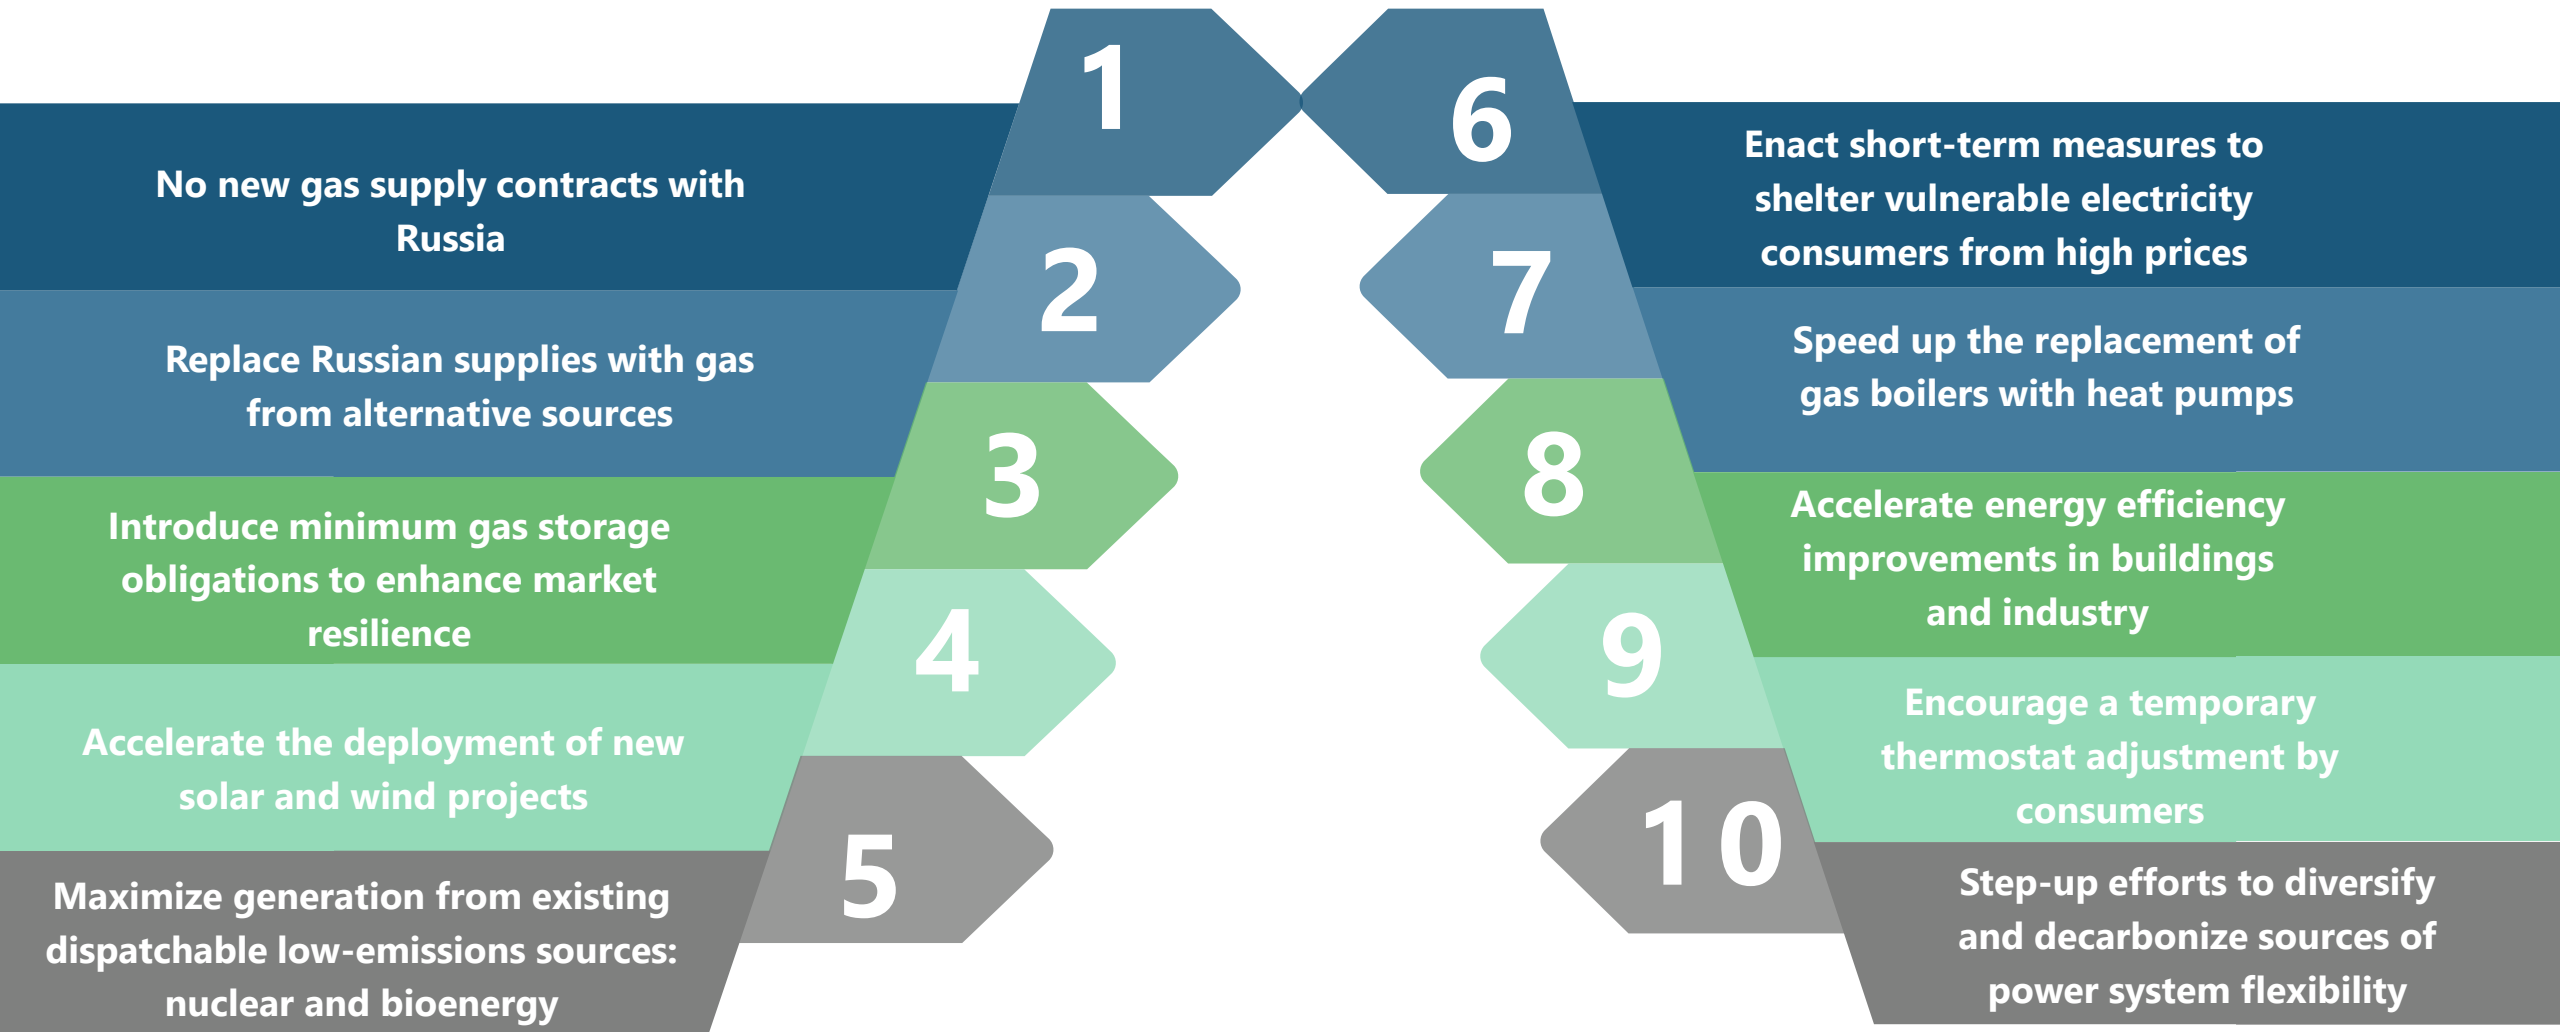 1
No new gas supply contracts with
Russia
2
Replace Russian supplies with gas
from alternative sources
3
Introduce minimum gas storage
obligations to enhance market
resilience
4
Accelerate the deployment of new
solar and wind projects
5
Maximize generation from existing
dispatchable low-emissions sources:
nuclear and bioenergy
6
Enact short-term measures to
shelter vulnerable electricity
consumers from high prices
7
Speed up the replacement of
gas boilers with heat pumps
8
Accelerate energy efficiency
improvements in buildings
and industry
9
Encourage a temporary
thermostat adjustment by
consumers
10
Step-up efforts to diversify
and decarbonize sources of
power system flexibility